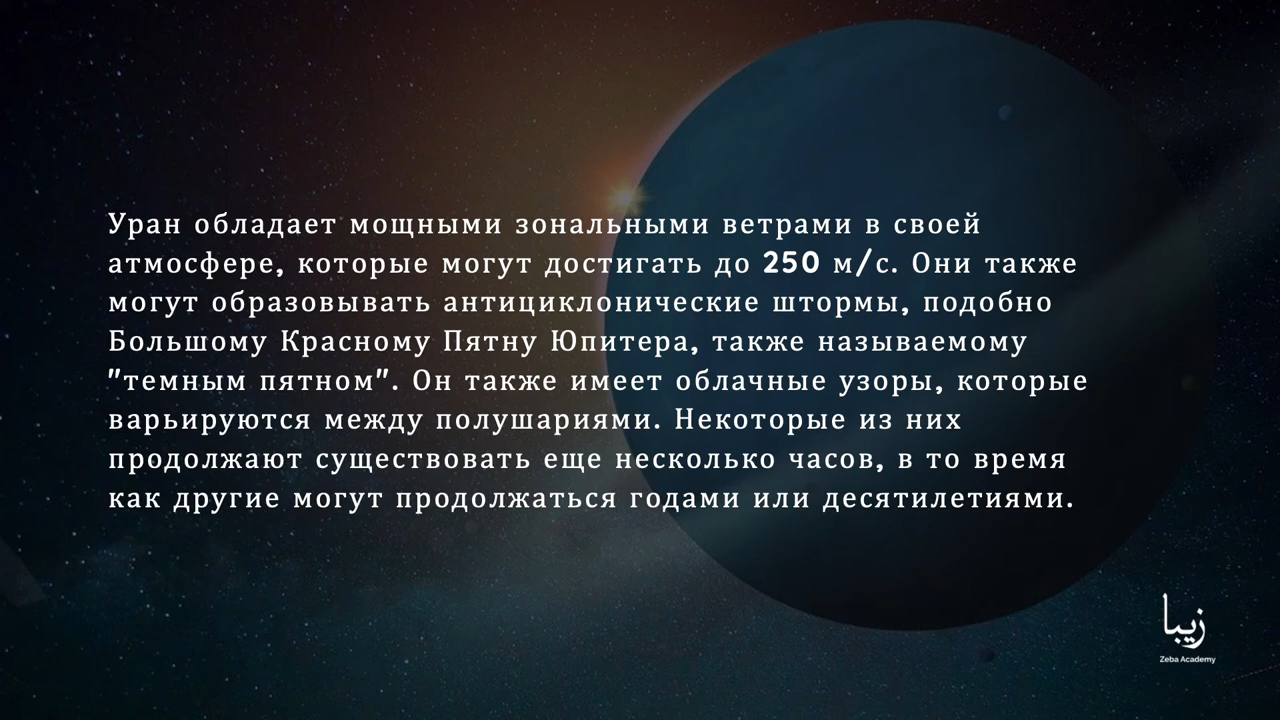 Уран обладает мощными зональными ветрами в своей
атмосфере, которые могут достигать до 250 м/с. Они также
могут образовывать антициклонические штормы, подобно
Большому Красному Пятну Юпитера, также называемому
"темным пятном". Он также имеет облачные узоры, которые
варьируются между полушариями. Некоторые из них
продолжают существовать еще несколько часов, в то время
как другие могут продолжаться годами или десятилетиями.
زیبا
Zeba Academy